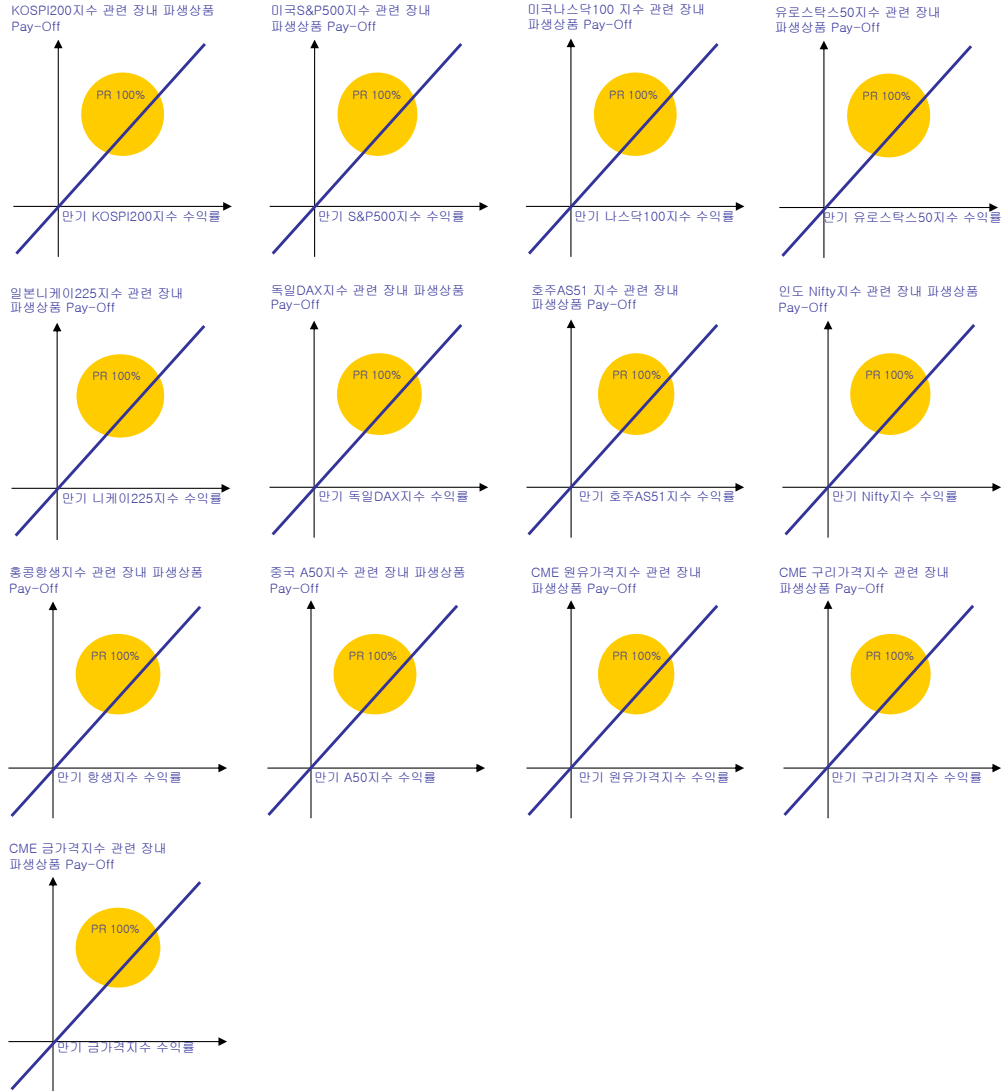 KOSPI200지수 관련 장내 파생상품
Pay-Off
PR 100%
만기 KOSPI200지수 수익률
미국S&P500지수 관련 장내
파생상품 Pay-Off
PR 100%
만기 S&P500지수 수익률
미국나스닥100 지수 관련 장내
파생상품 Pay-Off
PR 100%
만기 나스닥100지수 수익률
유로스탁스50지수 관련 장내
파생상품 Pay-Off
PR 100%
만기 유로스탁스50지수 수익률
일본니케이225지수 관련 장내
파생상품 Pay-Off
PR 100%
만기 니케이225지수 수익률
독일DAX지수 관련 장내 파생상품
Pay-Off
PR 100%
만기 독일DAX지수 수익률
호주AS51 지수 관련 장내
파생상품 Pay-Off
PR 100%
만기 호주AS51지수 수익률
인도 Nifty지수 관련 장내 파생상품
Pay-Off
PR 100%
만기 Nifty지수 수익률
홍콩항생지수 관련 장내 파생상품
Pay-Off
PR 100%
만기 항생지수 수익률
중국 A50지수 관련 장내 파생상품
Pay-Off
PR 100%
만기 A50지수 수익률
CME 원유가격지수 관련 장내
파생상품 Pay-Off
PR 100%
만기 원유가격지수 수익률
CME 구리가격지수 관련 장내
파생상품 Pay-Off
PR 100%
만기 구리가격지수 수익률
CME 금가격지수 관련 장내
파생상품 Pay-Off
PR 100%
만기 금가격지수 수익률